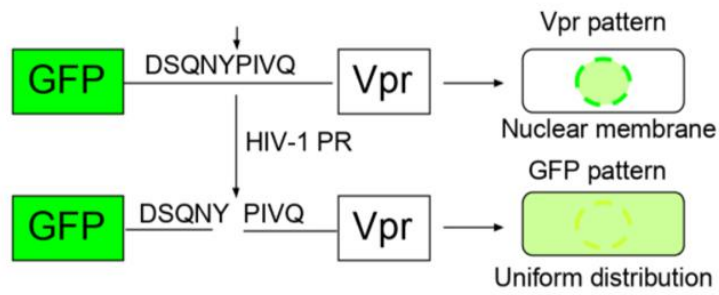 Vpr pattern
GFP DSQNYPIVQ Vpr
Nuclear membrane
HIV-1 PR
GFP pattern
GFP DSQNY PIVQ Vpr
Uniform distribution